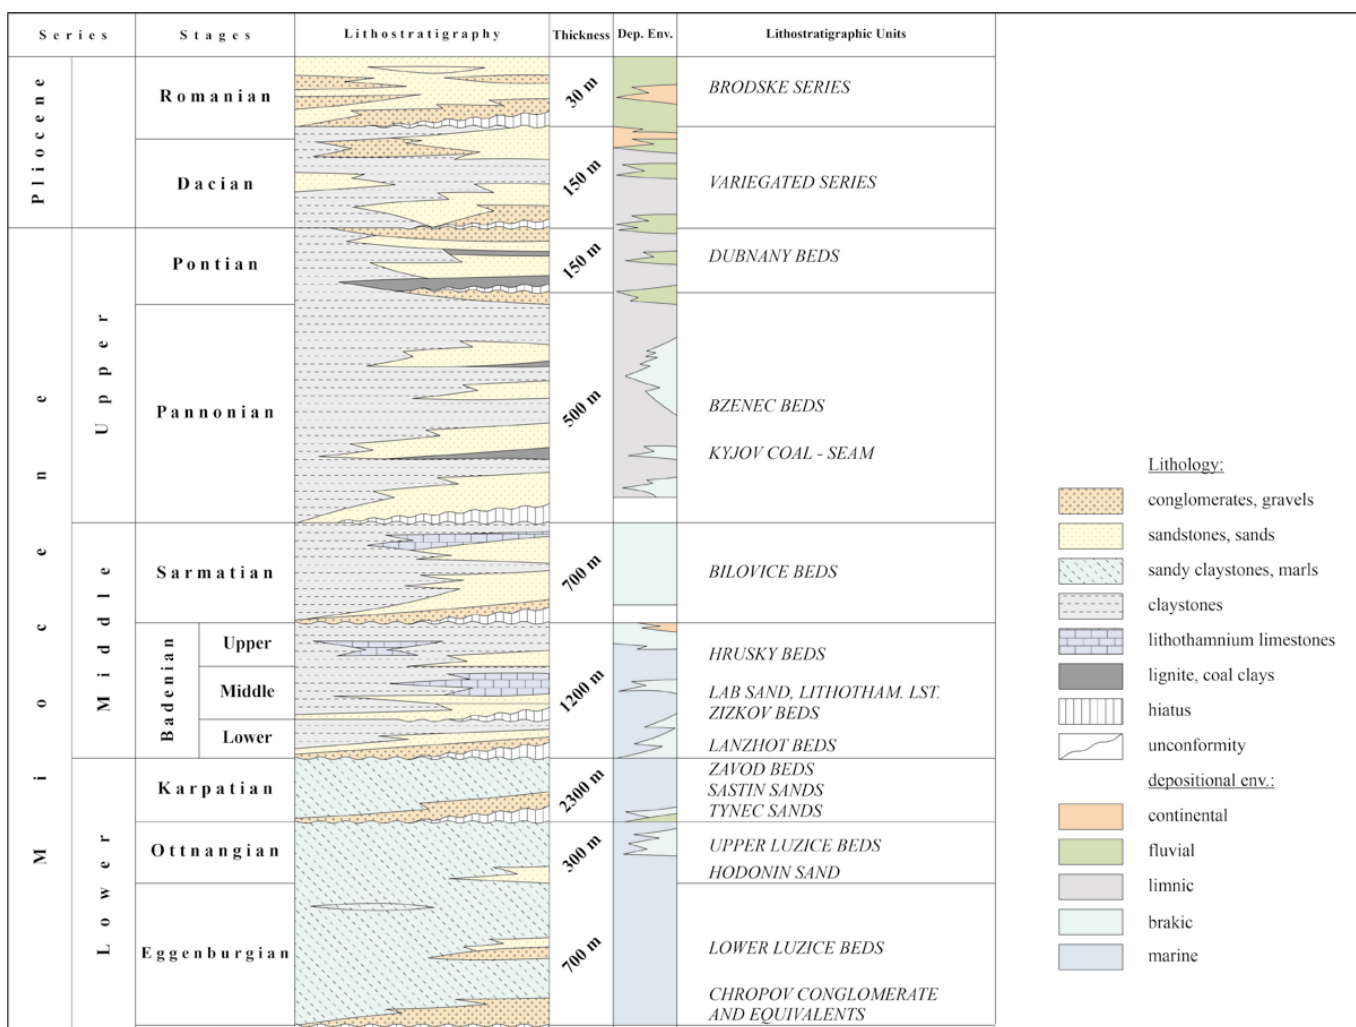 Series Stages Lithostratigraphy Thickness Dep. Env. Lithostratigraphic Units
Pliocene
Romanian
30 m
BRODSKE SERIES
Dacian
150 m
VARIEGATED SERIES
Miocene
Upper
Pontian
150 m
DUBNANY BEDS
Pannonian
500 m
BZENEC BEDS
KYJOV COAL - SEAM
Middle
Sarmatian
700 m
BILOVICE BEDS
Badenian
Upper
Middle
Lower
1200 m
HRUSKY BEDS
LAB SAND, LITHOTHAM. LST.
ZIZKOV BEDS
LANZHOT BEDS
Lower
Karpatian
2300 m
ZAVOD BEDS
SASTIN SANDS
TYNEC SANDS
Ottnangian
300 m
UPPER LUZICE BEDS
HODONIN SAND
Eggenburgian
700 m
LOWER LUZICE BEDS
CHROPOV CONGLOMERATE
AND EQUIVALENTS
Lithology:
conglomerates, gravels
sandstones, sands
sandy claystones, marls
claystones
lithothamnium limestones
lignite, coal clays
hiatus
unconformity
depositional env.:
continental
fluvial
limnic
brakic
marine